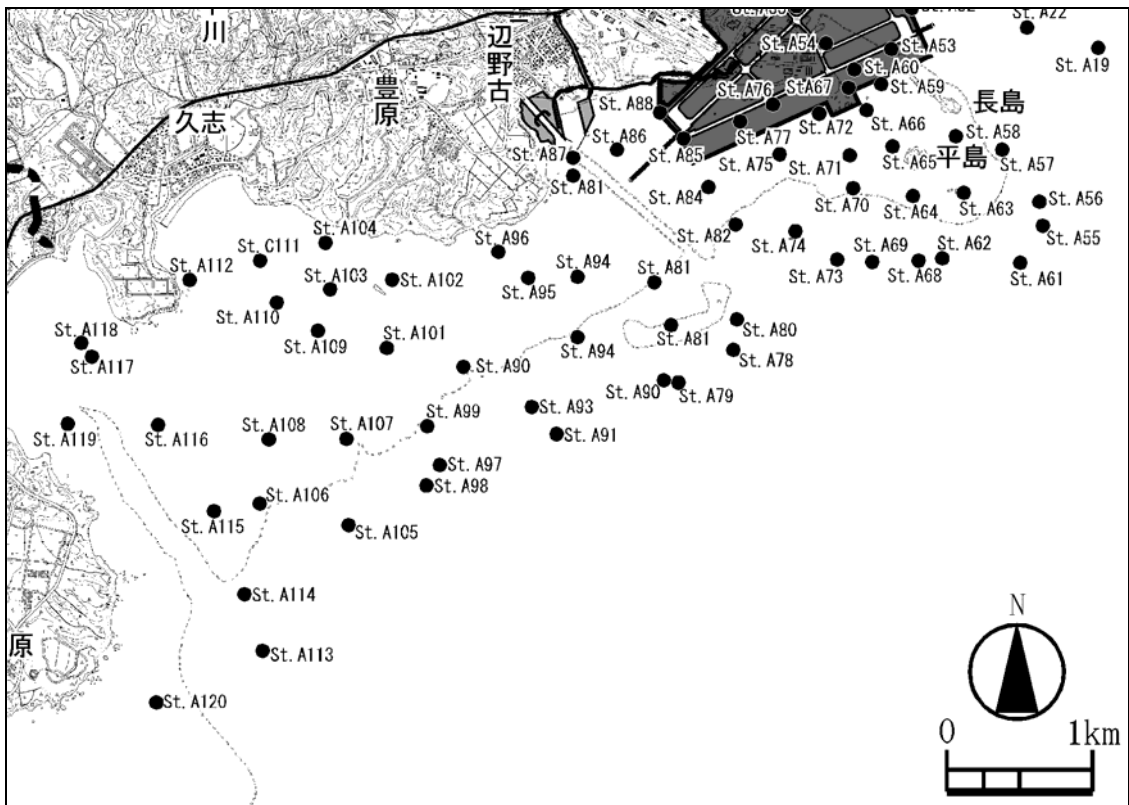 川
辺野古
豊原
久志
長島
平島
原
St. A54
St. A53
St. A22
St. A19
St. A60
St. A59
St. A76
St. A67
St. A88
St. A72
St. A66
St. A58
St. A86
St. A77
St. A87
St. A85
St. A75
St. A71
St. A65
St. A57
St. A81
St. A84
St. A70
St. A64
St. A63
St. A56
St. A104
St. A96
St. A82
St. A74
St. A55
St. C111
St. A69
St. A62
St. A112
St. A103
St. A102
St. A94
St. A81
St. A73
St. A68
St. A61
St. A95
St. A110
St. A118
St. A109
St. A101
St. A81
St. A80
St. A117
St. A94
St. A78
St. A90
St. A90
St. A79
St. A99
St. A93
St. A119
St. A116
St. A108
St. A107
St. A91
St. A97
St. A98
St. A106
St. A115
St. A105
St. A114
St. A113
St. A120
N
0 1km